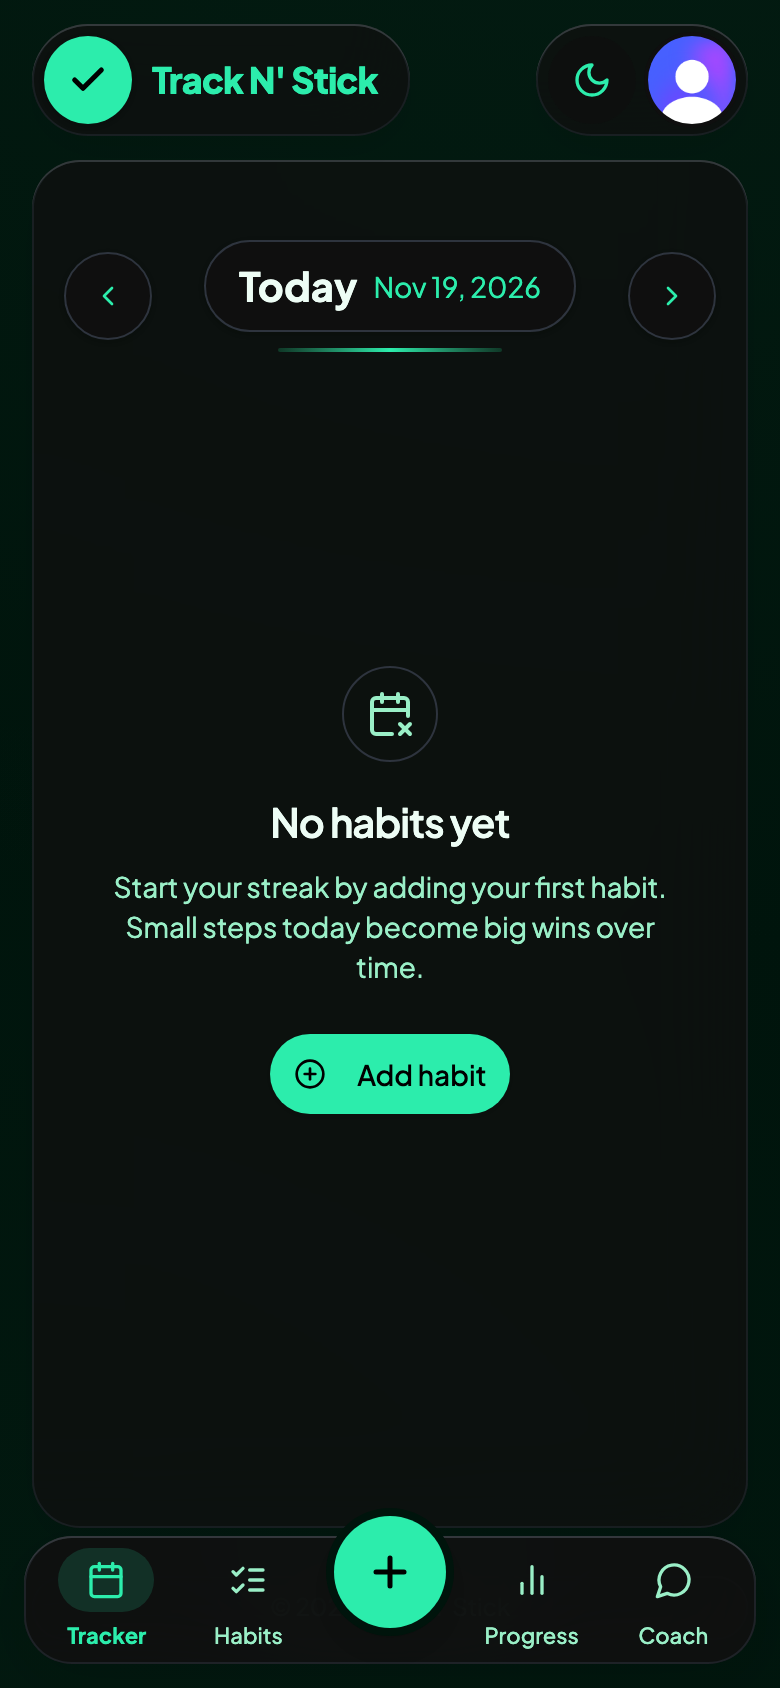 Track N' Stick
Today Nov 19, 2026
No habits yet
Start your streak by adding your first habit.
Small steps today become big wins over
time.
Add habit
Tracker
Habits
Progress
Coach